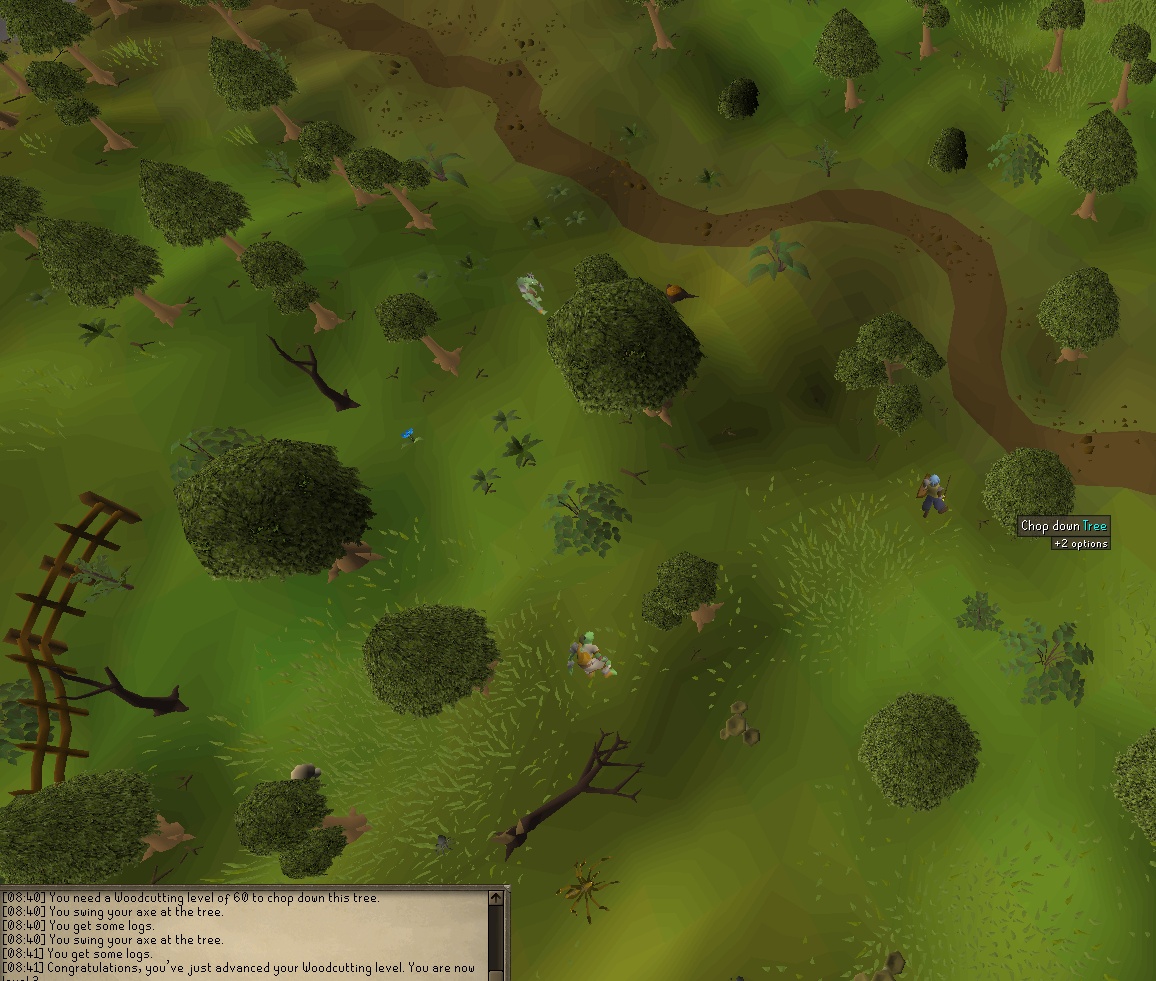 Chop down Tree
+2 options
[08:40] You need a Woodcutting level of 60 to chop down this tree.
[08:40] You swing your axe at the tree.
[08:40] You get some logs.
[08:40] You swing your axe at the tree.
[08:41] You get some logs.
[08:41] Congratulations, you've just advanced your Woodcutting level. You are now
level